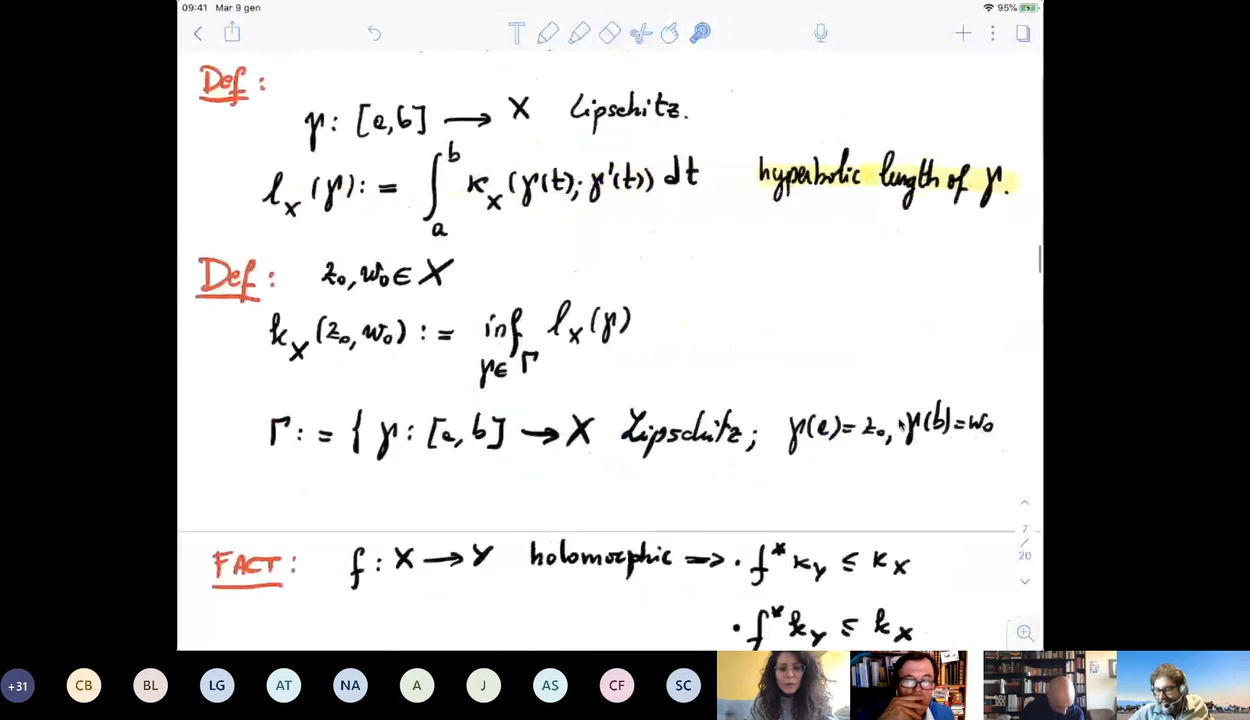 09:41 Mar 9 gen
95%
Def:
γ: [a,b] ⟶ X Lipschitz.
l_X(γ) := ∫_a^b κ_X(γ(t); γ'(t)) dt hyperbolic length of γ.
Def: z₀, w₀ ∈ X
k_X(z₀, w₀) := inf_{γ∈Γ} l_X(γ)
Γ := { γ: [a,b] → X Lipschitz; γ(a)=z₀, γ(b)=w₀
7
/
20
FACT: f: X → Y holomorphic => · f* κ_Y ≤ κ_X
· f* k_Y ≤ k_X
+31 CB BL LG AT NA A J AS CF SC